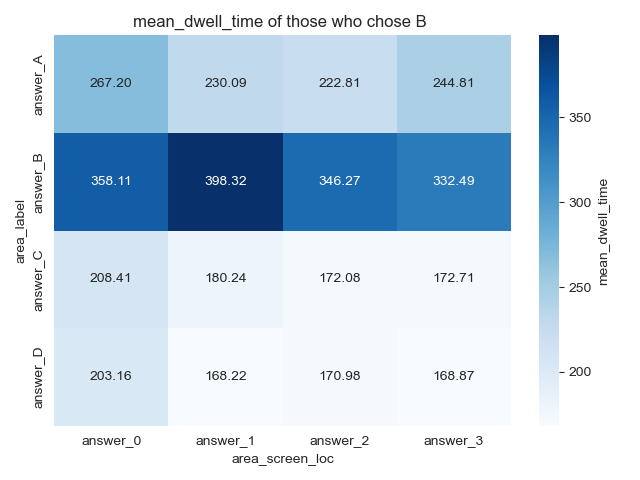 mean_dwell_time of those who chose B
area_label
answer_A
267.20 230.09 222.81 244.81
answer_B
358.11 398.32 346.27 332.49
answer_C
208.41 180.24 172.08 172.71
answer_D
203.16 168.22 170.98 168.87
answer_0 answer_1 answer_2 answer_3
area_screen_loc
350
300
250
200
mean_dwell_time